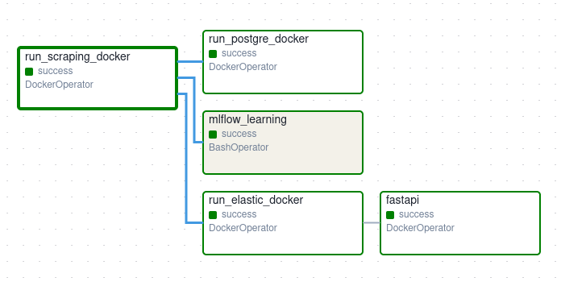 run_scraping_docker
success
DockerOperator
run_postgre_docker
success
DockerOperator
mlflow_learning
success
BashOperator
run_elastic_docker
success
DockerOperator
fastapi
success
DockerOperator